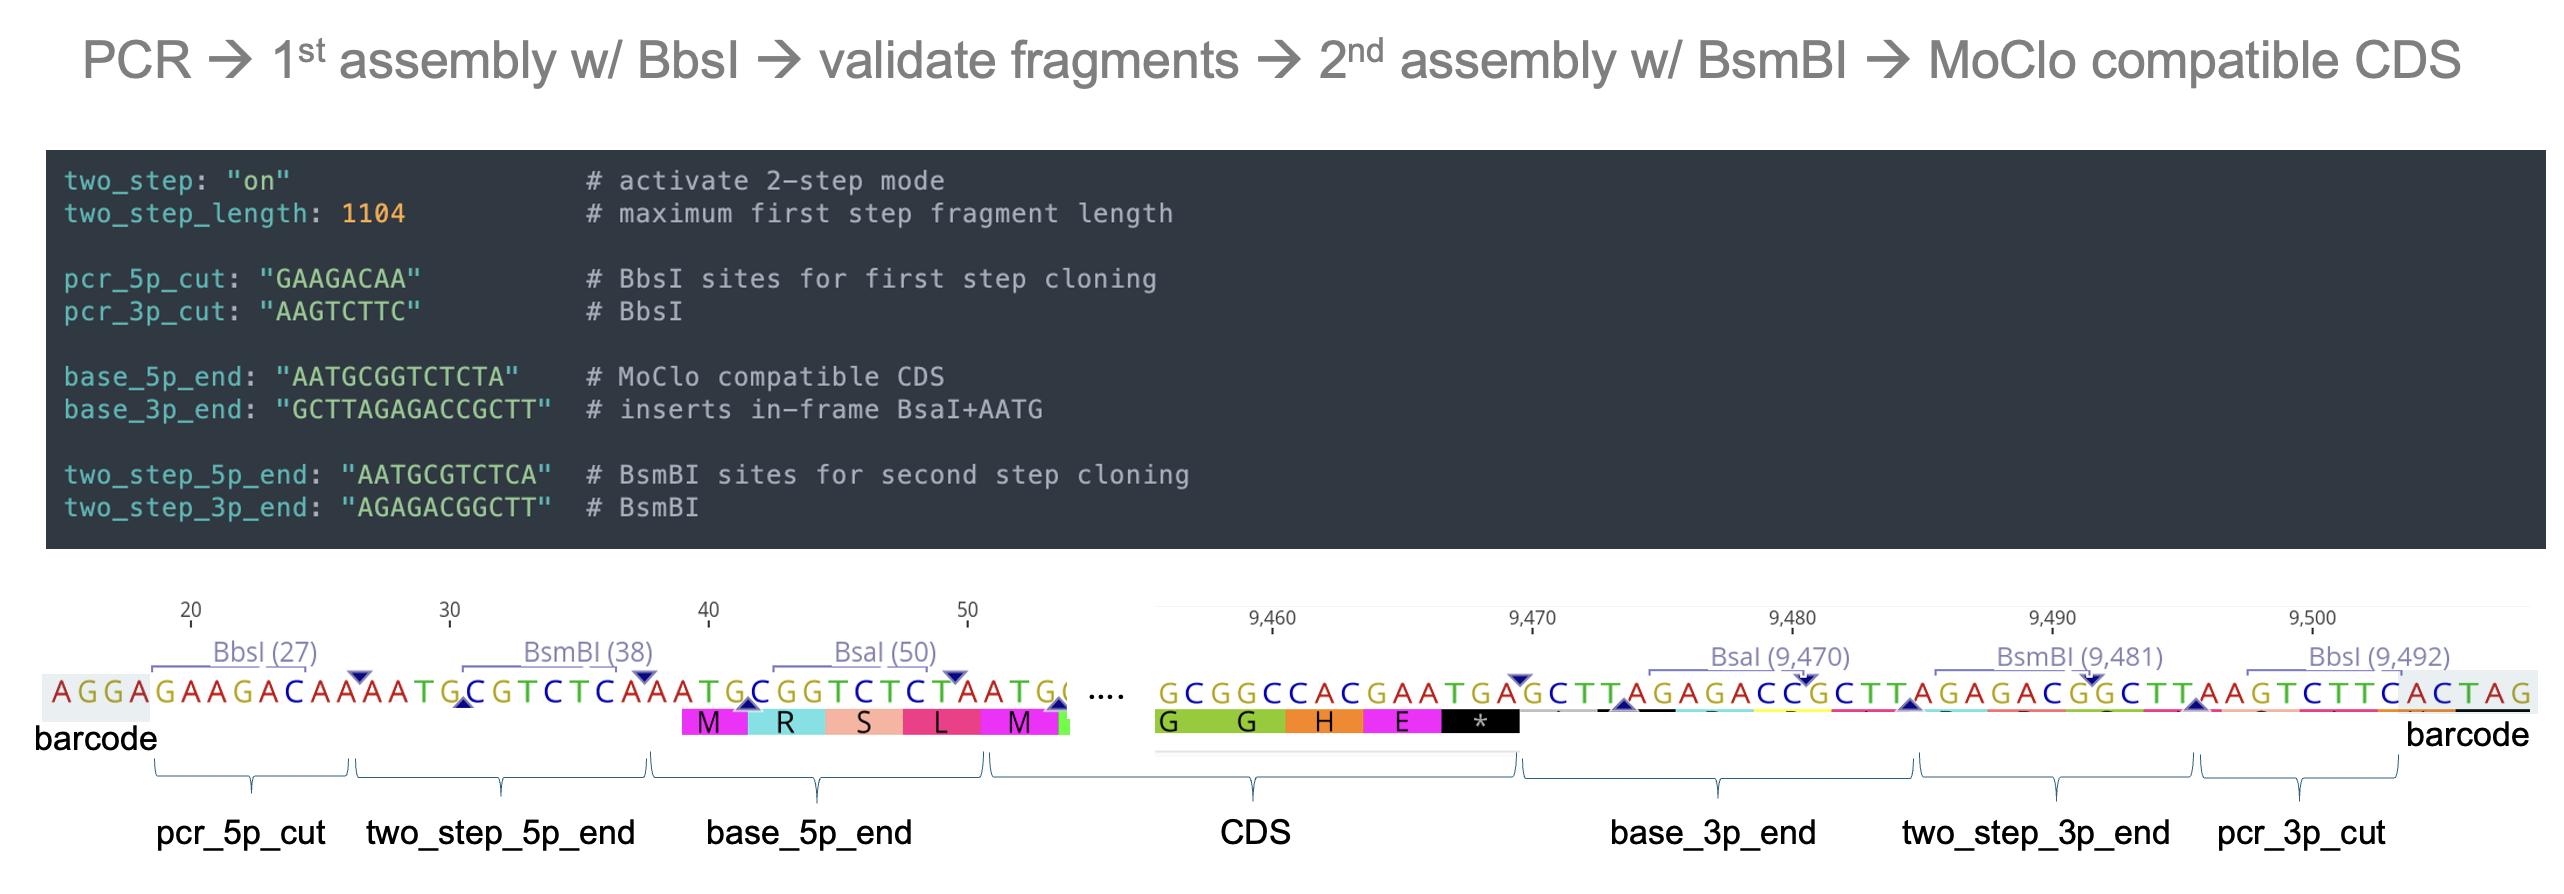 PCR → 1st assembly w/ BbsI → validate fragments → 2nd assembly w/ BsmBI → MoClo compatible CDS
two_step: "on" # activate 2-step mode
two_step_length: 1104 # maximum first step fragment length
pcr_5p_cut: "GAAGACAA" # BbsI sites for first step cloning
pcr_3p_cut: "AAGTCTTC" # BbsI
base_5p_end: "AATGCGGTCTCTA" # MoClo compatible CDS
base_3p_end: "GCTTAGAGACCGCTT" # inserts in-frame BsaI+AATG
two_step_5p_end: "AATGCGTCTCA" # BsmBI sites for second step cloning
two_step_3p_end: "AGAGACGGCTT" # BsmBI
20 30 40 50 9,460 9,470 9,480 9,490 9,500
BbsI (27) BsmBI (38) BsaI (50) BsaI (9,470) BsmBI (9,481) BbsI (9,492)
AGGAGAAGACAAAATGCGTCTCAAATGCGGTCTCTAATG .... GCGGCCACGAATGAGCTTAGAGACCGCTTAGAGACGGCTTAAGTCTTCACTAG
M R S L M G G H E *
barcode barcode
pcr_5p_cut two_step_5p_end base_5p_end CDS base_3p_end two_step_3p_end pcr_3p_cut